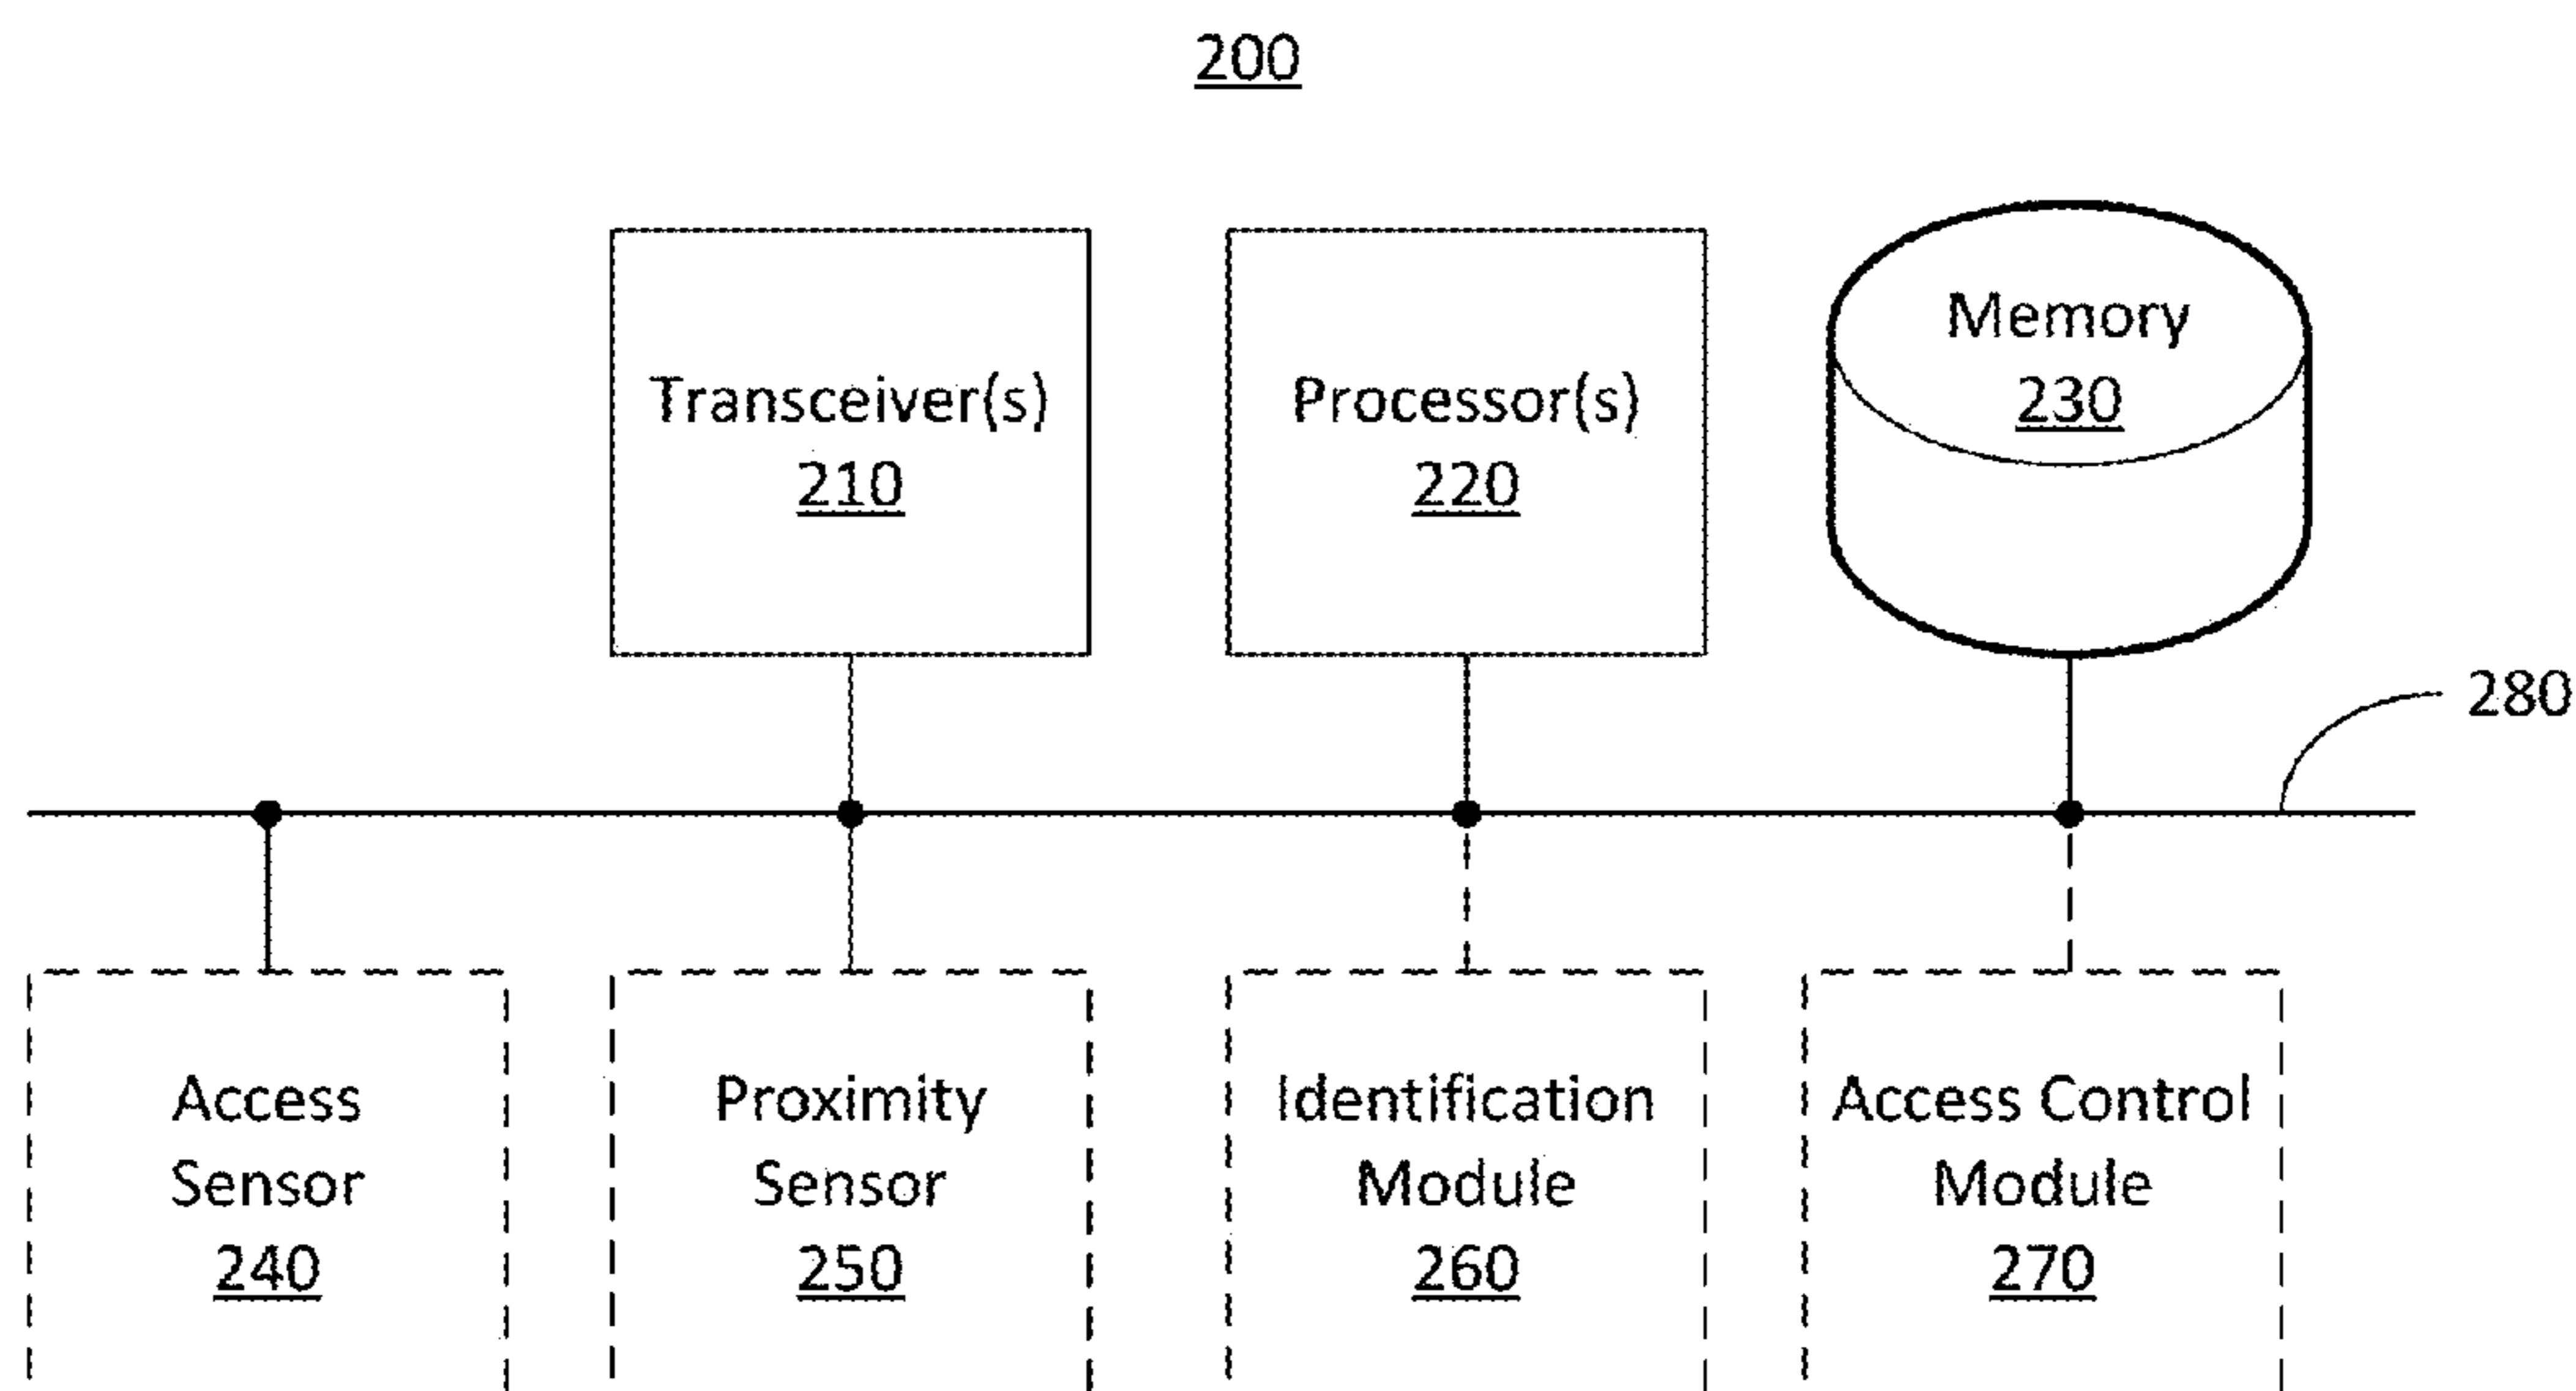 200
Transceiver(s)
210
Processor(s)
220
Memory
230
280
Access
Sensor
240
Proximity
Sensor
250
Identification
Module
260
Access Control
Module
270